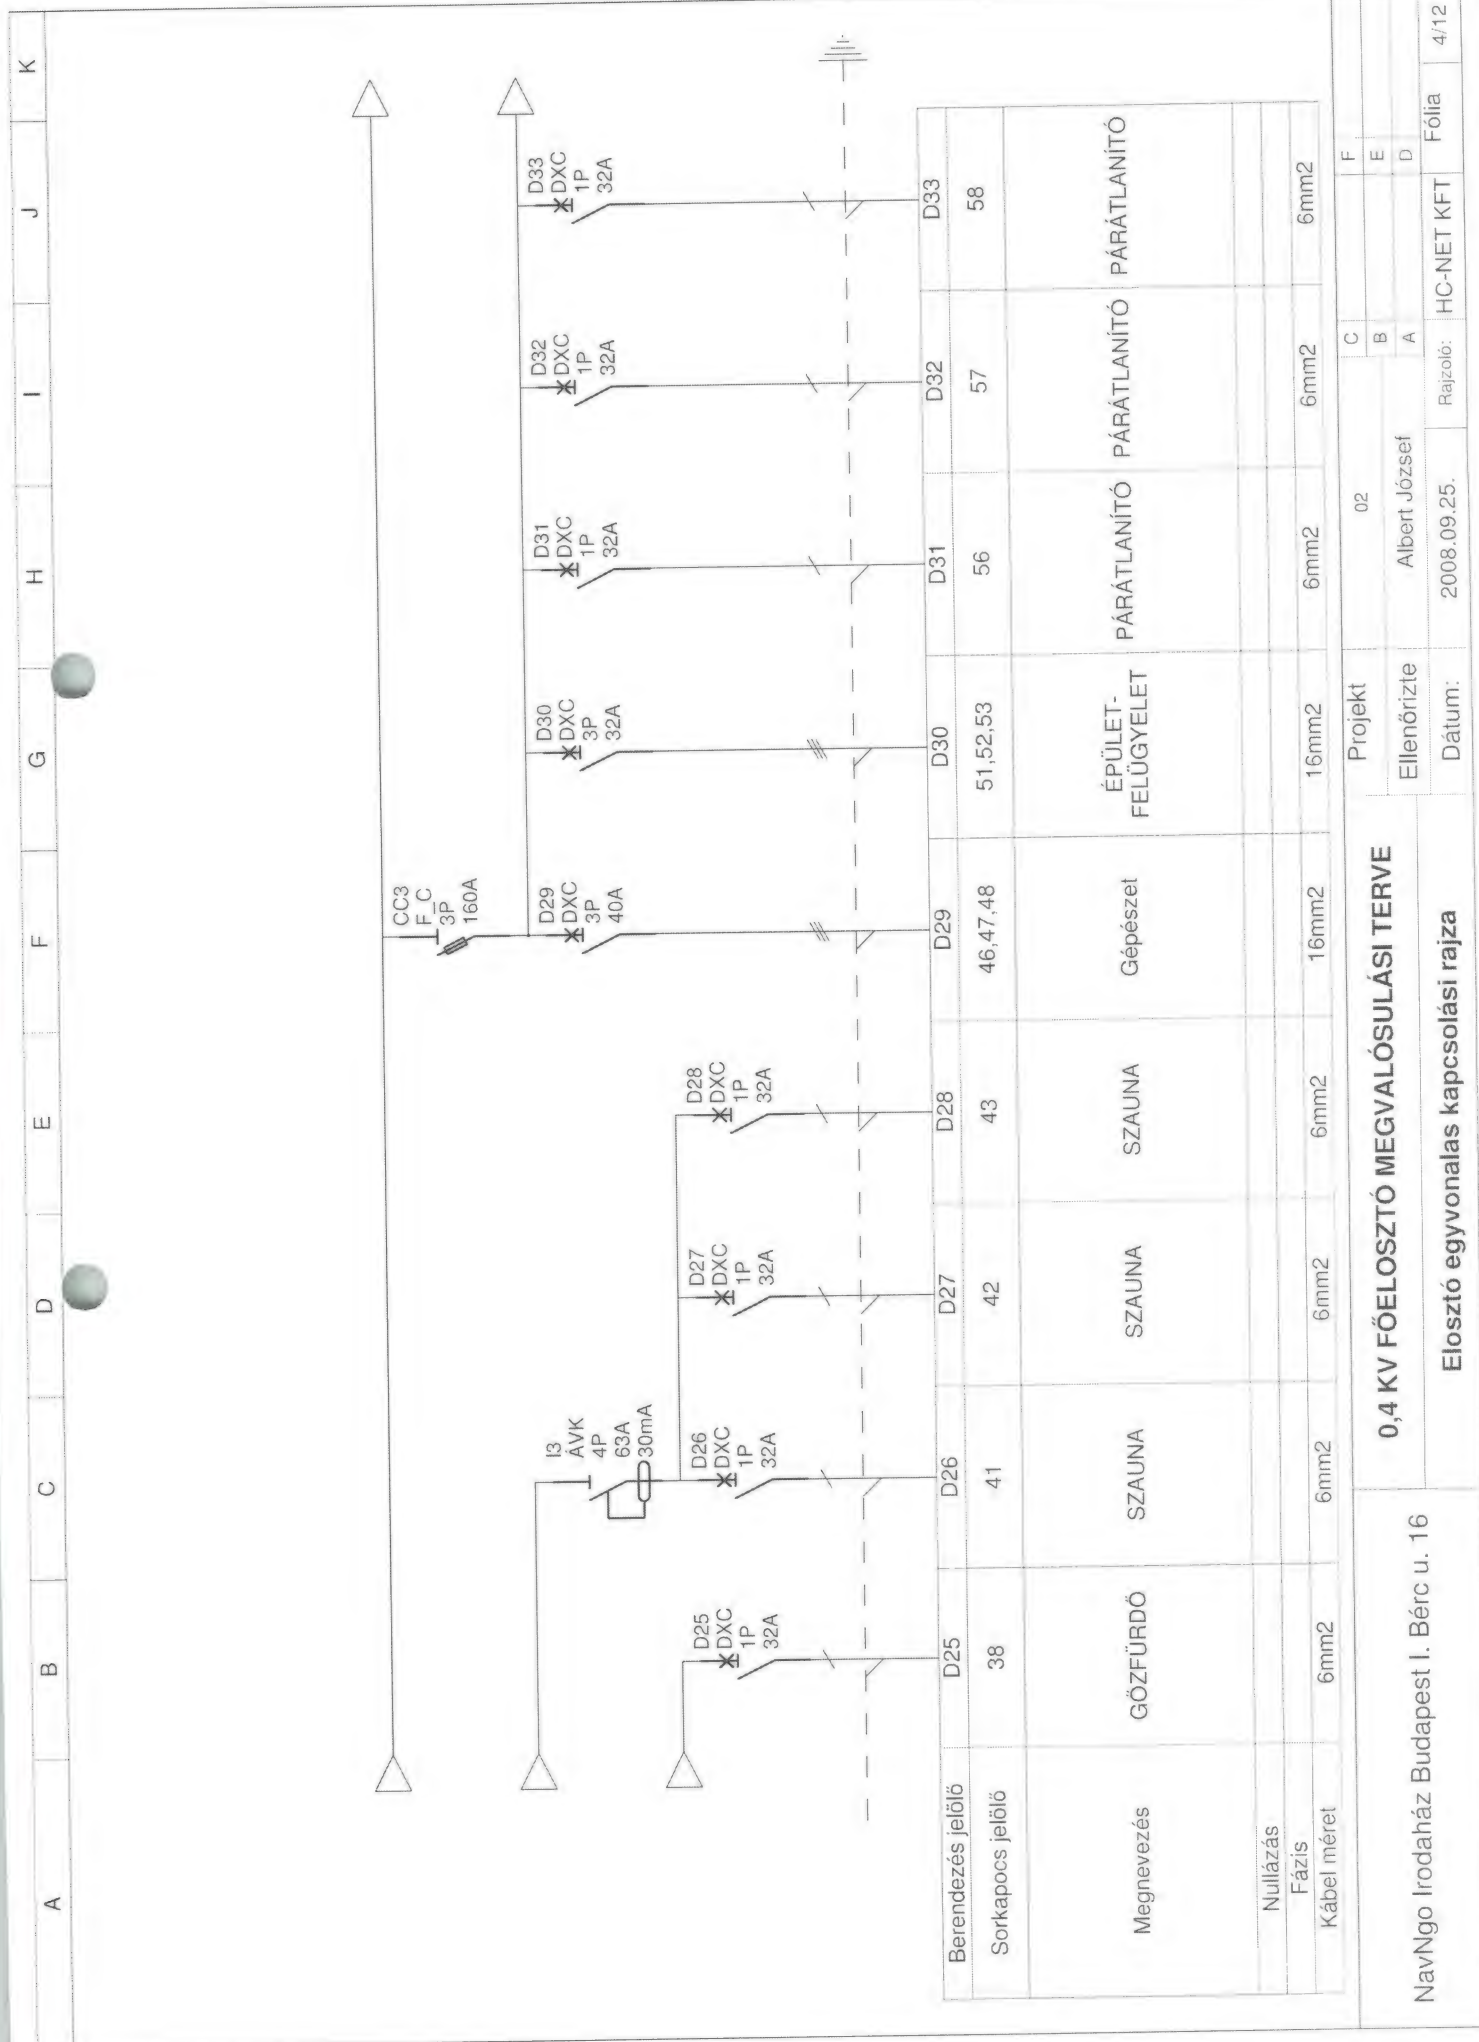 A B C D E F G H I J K
CC3
F_C
3P
160A
I3
ÁVK
4P
63A
30mA
D25
DXC
1P
32A
D26
DXC
1P
32A
D27
DXC
1P
32A
D28
DXC
1P
32A
D29
DXC
3P
40A
D30
DXC
3P
32A
D31
DXC
1P
32A
D32
DXC
1P
32A
D33
DXC
1P
32A
Berendezés jelölő D25 D26 D27 D28 D29 D30 D31 D32 D33
Sorkapocs jelölő 38 41 42 43 46,47,48 51,52,53 56 57 58
Megnevezés GŐZFÜRDŐ SZAUNA SZAUNA SZAUNA Gépészet ÉPÜLET-
FELÜGYELET PÁRÁTLANÍTÓ PÁRÁTLANÍTÓ PÁRÁTLANÍTÓ
Nullázás
Fázis
Kábel méret 6mm2 6mm2 6mm2 6mm2 16mm2 16mm2 6mm2 6mm2 6mm2
NavNgo Irodaház Budapest I. Bérc u. 16
0,4 KV FŐELOSZTÓ MEGVALÓSULÁSI TERVE
Elosztó egyvonalas kapcsolási rajza
Projekt 02 C F
B E
Ellenőrizte Albert József A D
Dátum: 2008.09.25. Rajzoló: HC-NET KFT Fólia 4/12